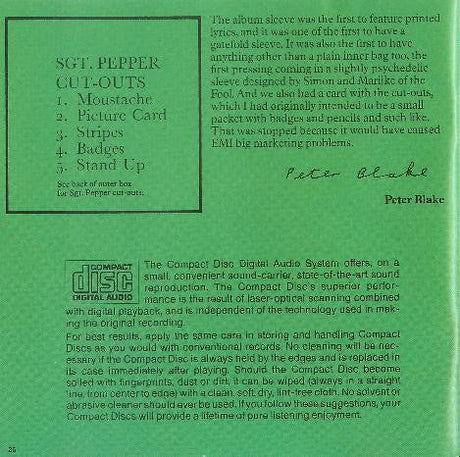 SGT. PEPPER
CUT-OUTS
1. Moustache
2. Picture Card
3. Stripes
4. Badges
5. Stand Up
See back of outer box
for Sgt. Pepper cut-outs.
The album sleeve was the first to feature printed
lyrics, and it was one of the first to have a
gatefold sleeve. It was also the first to have
anything other than a plain inner bag too, the
first pressing coming in a slightly psychedelic
sleeve designed by Simon and Marijke of the
Fool. And we also had a card with the cut-outs,
which I had originally intended to be a small
packet with badges and pencils and such like.
That was stopped because it would have caused
EMI big marketing problems.
Peter Blake
Peter Blake
COMPACT
disc
DIGITAL AUDIO
The Compact Disc Digital Audio System offers, on a
small, convenient sound-carrier, state-of-the-art sound
reproduction. The Compact Disc's superior perfor-
mance is the result of laser-optical scanning combined
with digital playback, and is independent of the technology used in mak-
ing the original recording.
For best results, apply the same care in storing and handling Compact
Discs as you would with conventional records. No cleaning will be neces-
sary if the Compact Disc is always held by the edges and is replaced in
its case immediately after playing. Should the Compact Disc become
soiled with fingerprints, dust or dirt, it can be wiped (always in a straight
line, from center to edge) with a clean, soft, dry, lint-free cloth. No solvent or
abrasive cleaner should ever be used. If you follow these suggestions, your
Compact Discs will provide a lifetime of pure listening enjoyment.
26